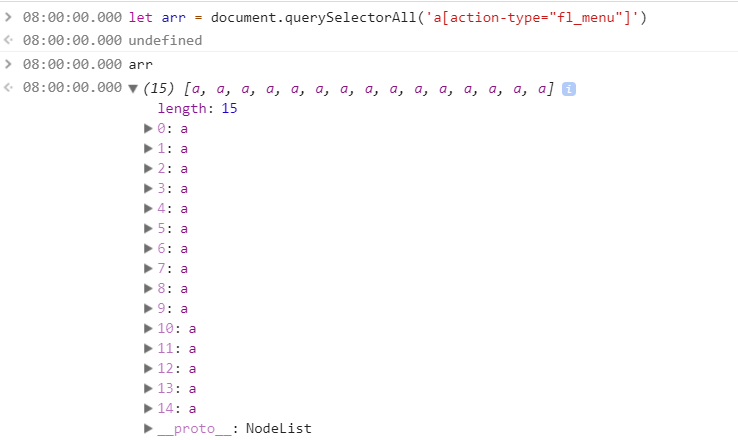 08:00:00.000 let arr = document.querySelectorAll('a[action-type="fl_menu"]')
08:00:00.000 undefined
08:00:00.000 arr
08:00:00.000 (15) [a, a, a, a, a, a, a, a, a, a, a, a, a, a, a] i
length: 15
0: a
1: a
2: a
3: a
4: a
5: a
6: a
7: a
8: a
9: a
10: a
11: a
12: a
13: a
14: a
__proto__: NodeList